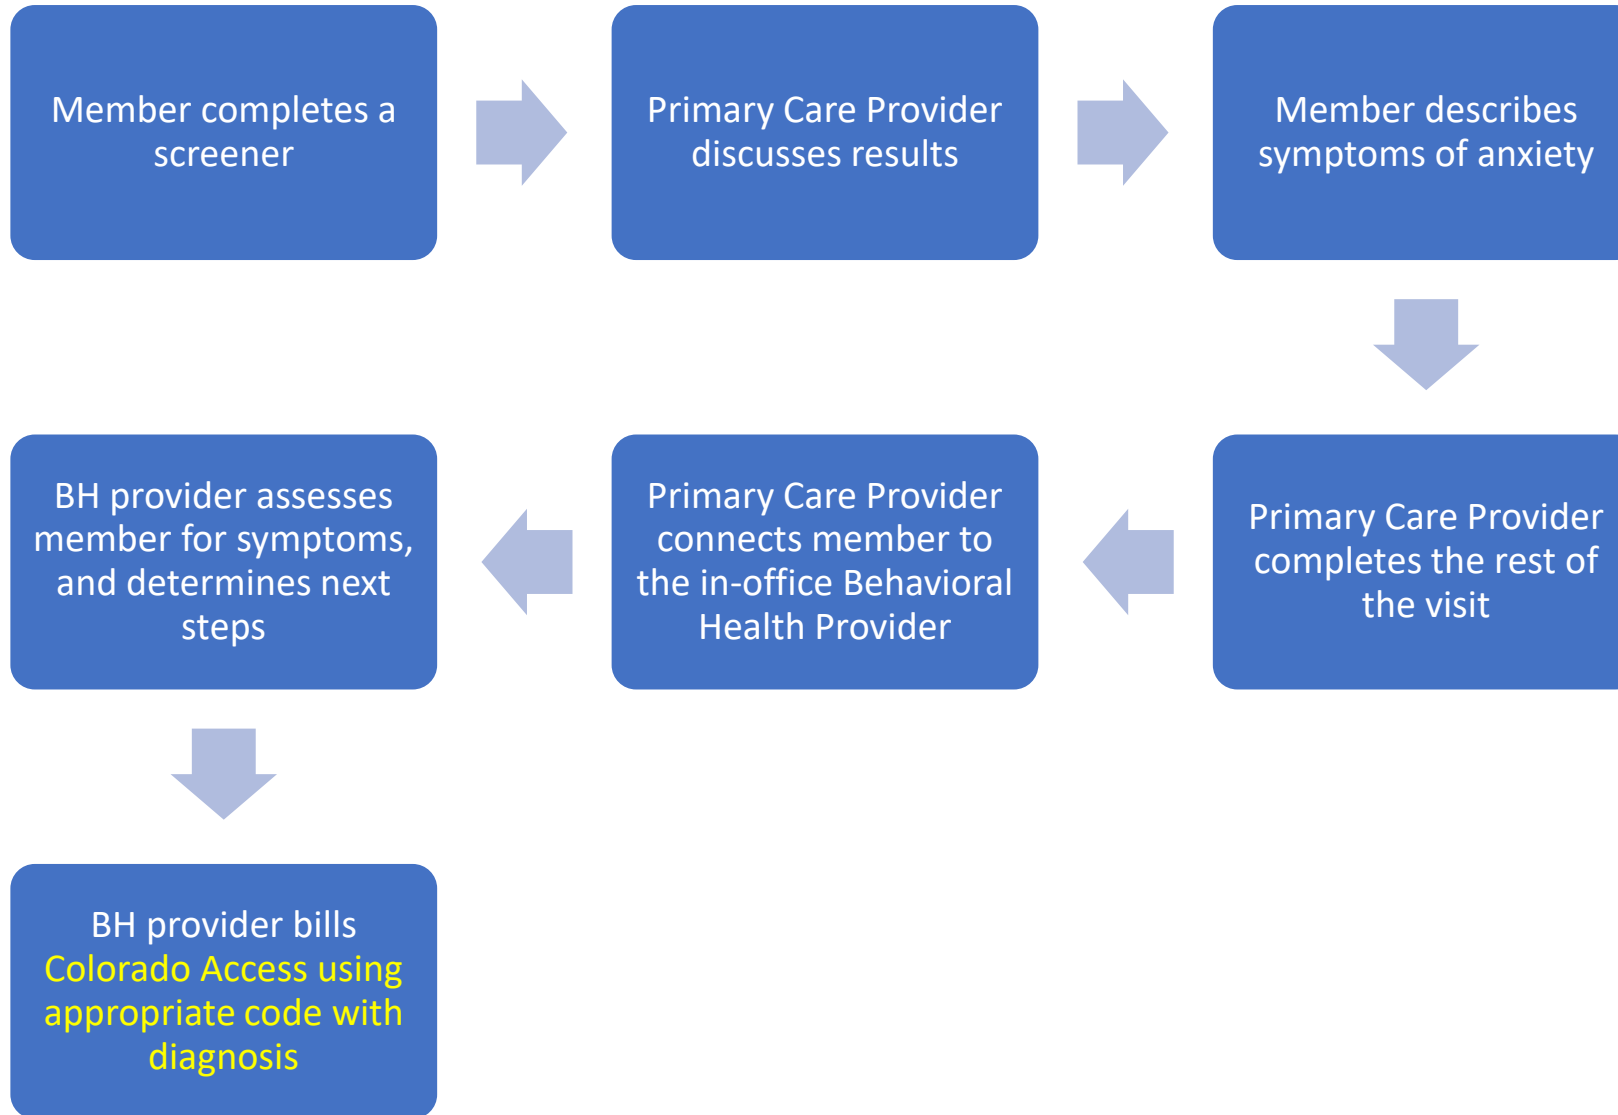 Member completes a
screener
Primary Care Provider
discusses results
Member describes
symptoms of anxiety
Primary Care Provider
completes the rest of
the visit
Primary Care Provider
connects member to
the in-office Behavioral
Health Provider
BH provider assesses
member for symptoms,
and determines next
steps
BH provider bills
Colorado Access using
appropriate code with
diagnosis